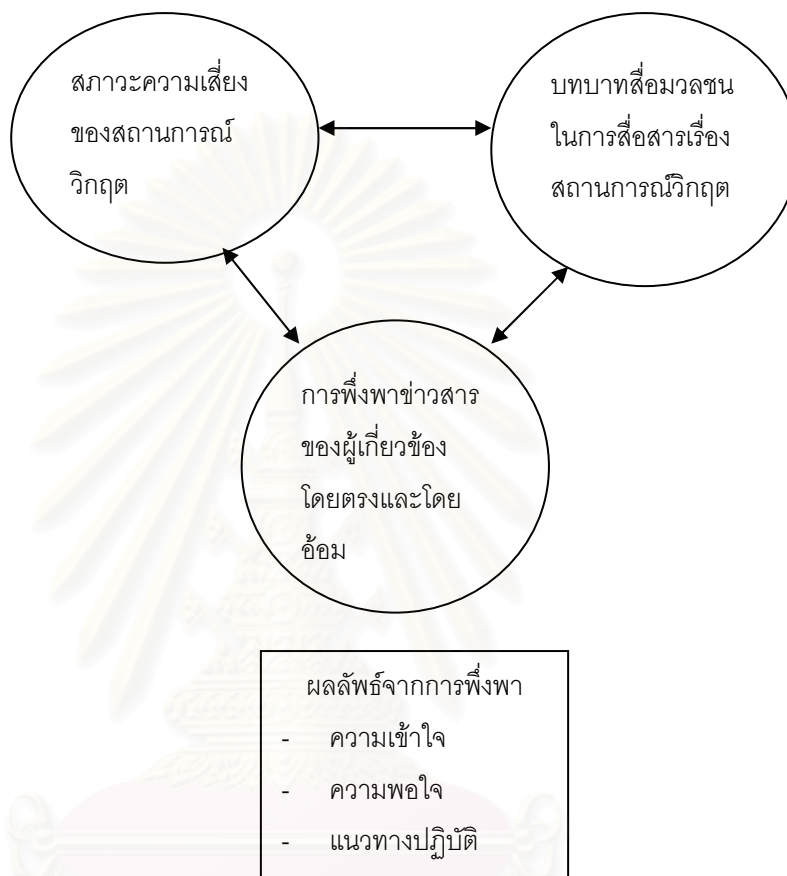 สภาวะความเสี่ยง
ของสถานการณ์
วิกฤต
บทบาทสื่อมวลชน
ในการสื่อสารเรื่อง
สถานการณ์วิกฤต
การพึ่งพาข่าวสาร
ของผู้เกี่ยวข้อง
โดยตรงและโดย
อ้อม
ผลลัพธ์จากการพึ่งพา
- ความเข้าใจ
- ความพอใจ
- แนวทางปฏิบัติ